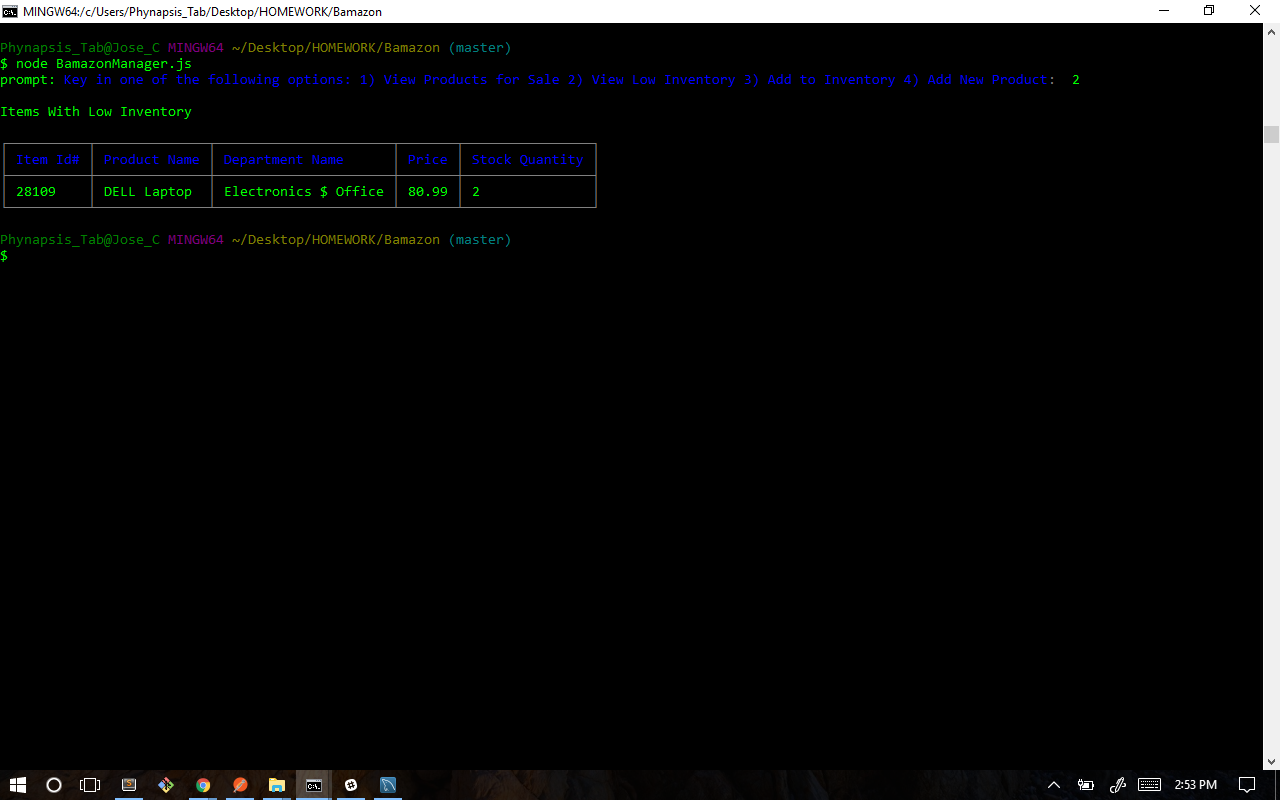 MINGW64:/c/Users/Phynapsis_Tab/Desktop/HOMEWORK/Bamazon
Phynapsis_Tab@Jose_C MINGW64 ~/Desktop/HOMEWORK/Bamazon (master)
$ node BamazonManager.js
prompt: Key in one of the following options: 1) View Products for Sale 2) View Low Inventory 3) Add to Inventory 4) Add New Product:  2
Items With Low Inventory
Item Id# Product Name Department Name Price Stock Quantity
28109 DELL Laptop Electronics $ Office 80.99 2
Phynapsis_Tab@Jose_C MINGW64 ~/Desktop/HOMEWORK/Bamazon (master)
$
2:53 PM